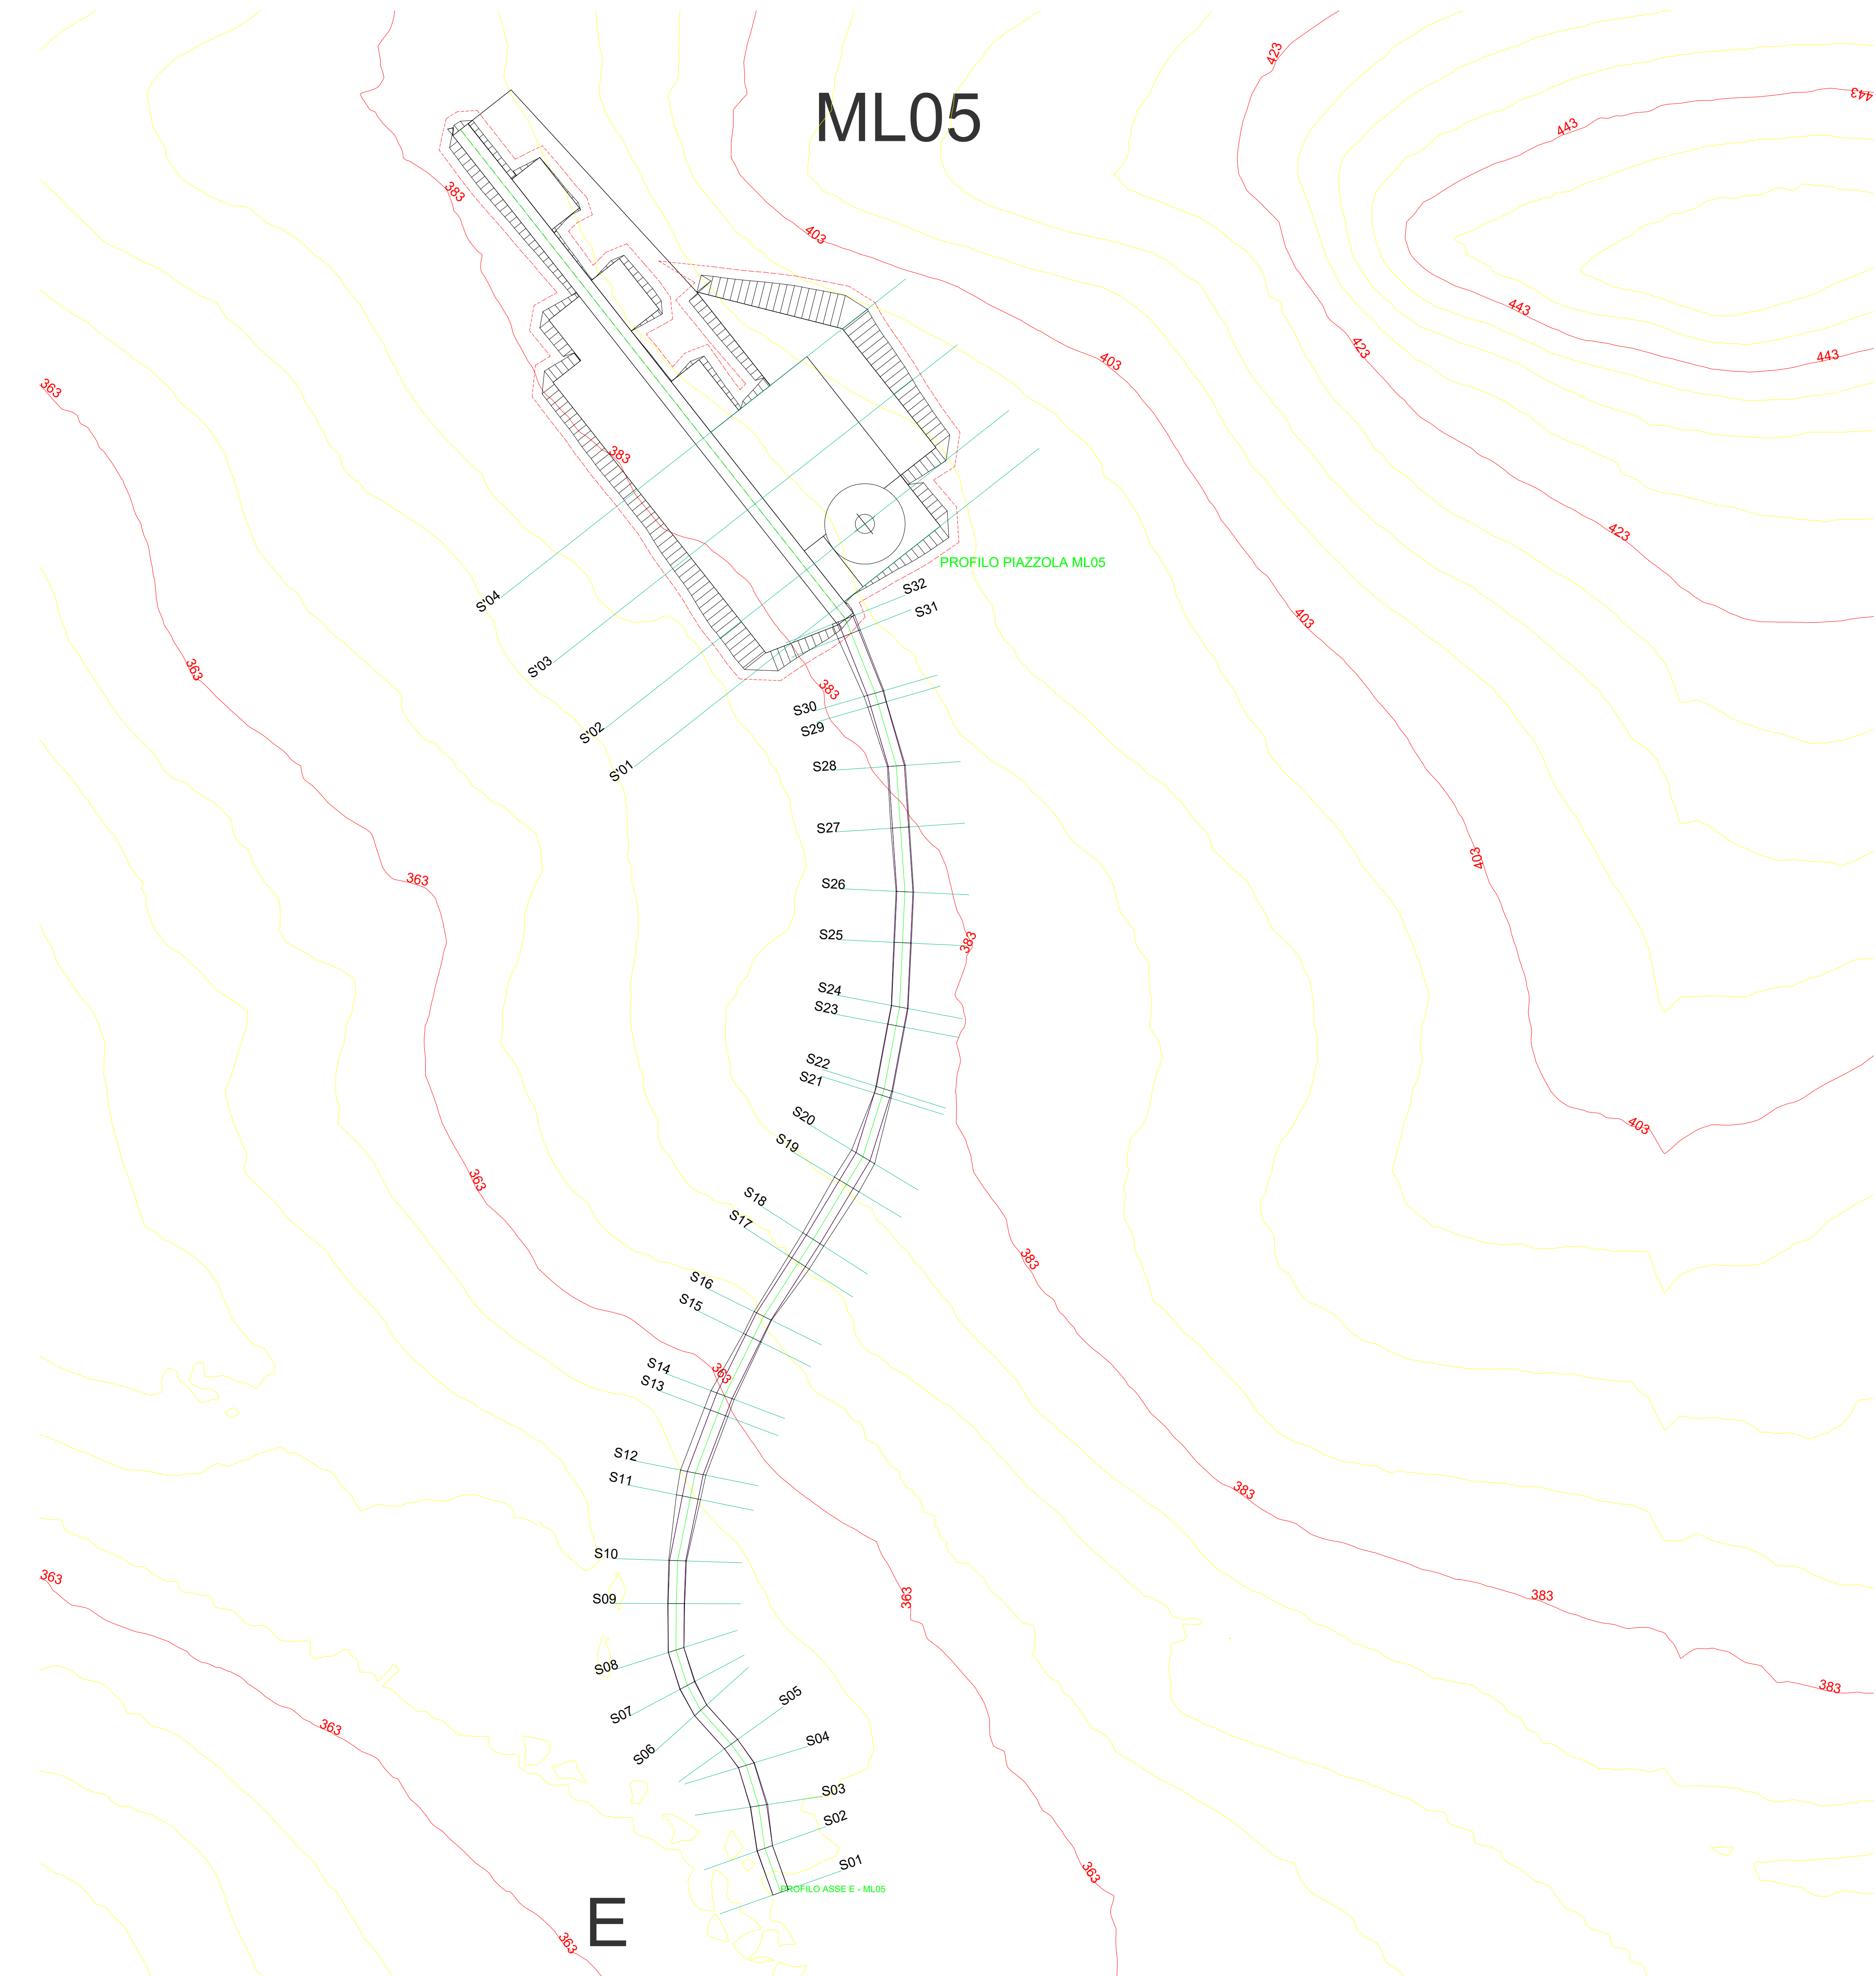 423
443
443
ML05
383
403
443
423
443
403
363
383
423
PROFILO PIAZZOLA ML05
S32
S'04
S31
403
S'03
363
383
S30
S'02
S29
S28
S'01
S27
403
363
S26
S25
383
S24
S23
S22
S21
S20
403
S19
363
S18
S17
383
S16
S15
S14
363
S13
S12
S11
383
S10
363
S09
363
383
S08
383
S05
S07
363
S04
S06
S03
S02
S01
363
PROFILO ASSE E - ML05
E
363